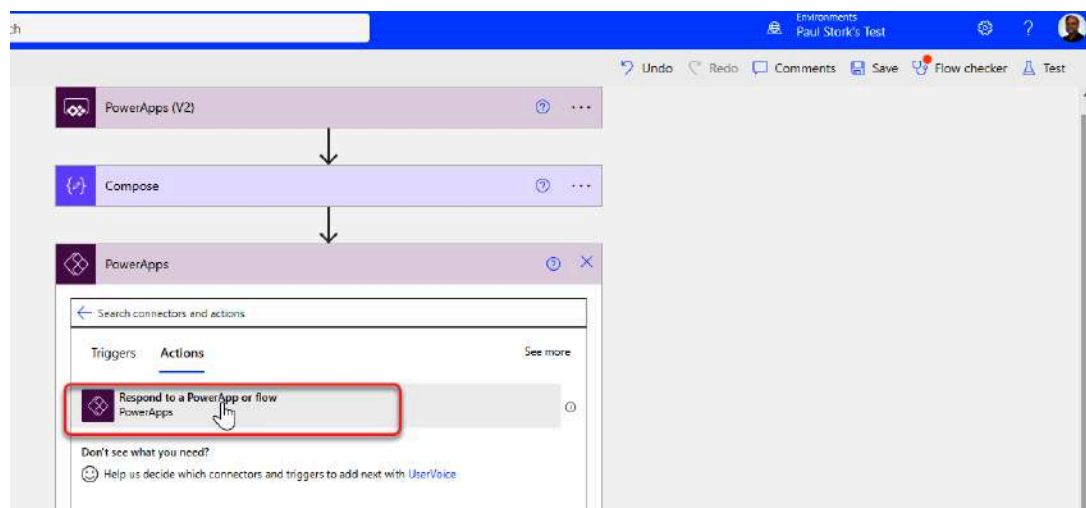 ch
Environments
Paul Stork's Test
?
Undo Redo Comments Save Flow checker Test
PowerApps (V2)
Compose
PowerApps
Search connectors and actions
Triggers Actions See more
Respond to a PowerApp or flow
PowerApps
Don't see what you need?
Help us decide which connectors and triggers to add next with UserVoice